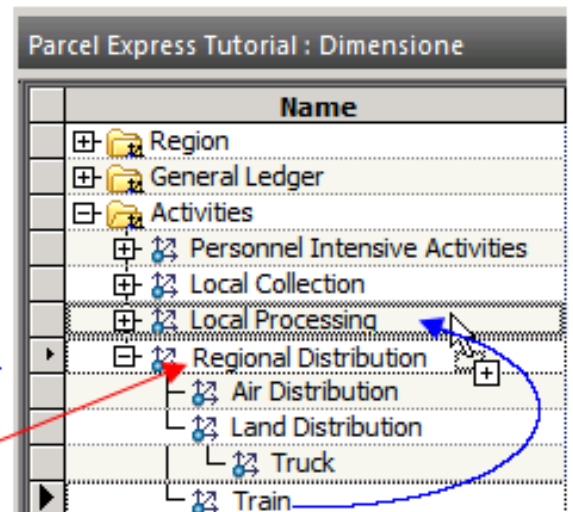 Parcel Express Tutorial : Dimensione
Name
Region
General Ledger
Activities
Personnel Intensive Activities
Local Collection
Local Processing
Regional Distribution
Air Distribution
Land Distribution
Truck
Train